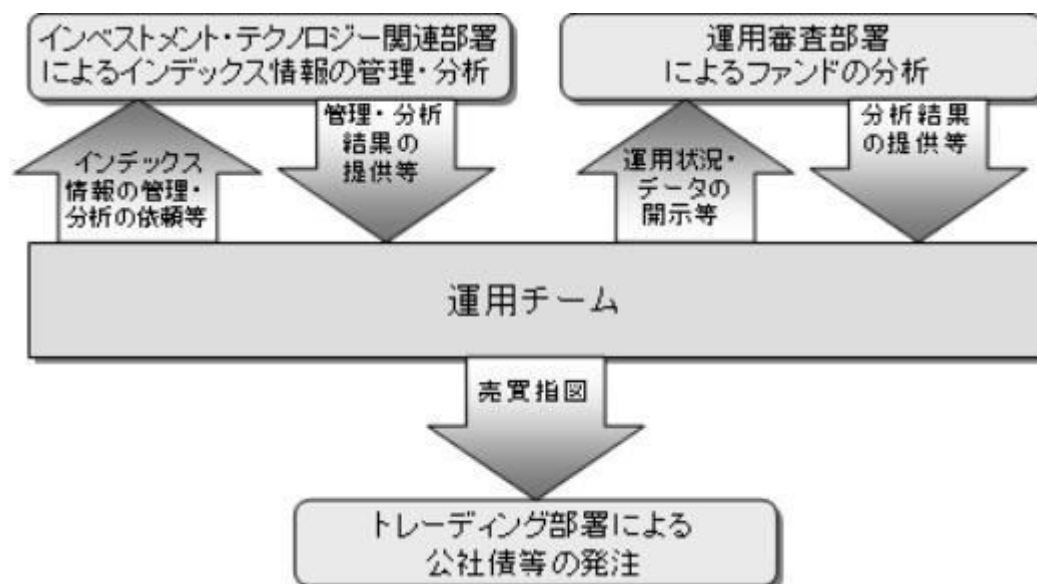 インベストメント・テクノロジー関連部署
によるインデックス情報の管理・分析
運用審査部署
によるファンドの分析
インデックス
情報の管理・
分析の依頼等
管理・分析
結果の
提供等
運用状況・
データの
開示等
分析結果
の提供等
運用チーム
売買指図
トレーディング部署による
公社債等の発注